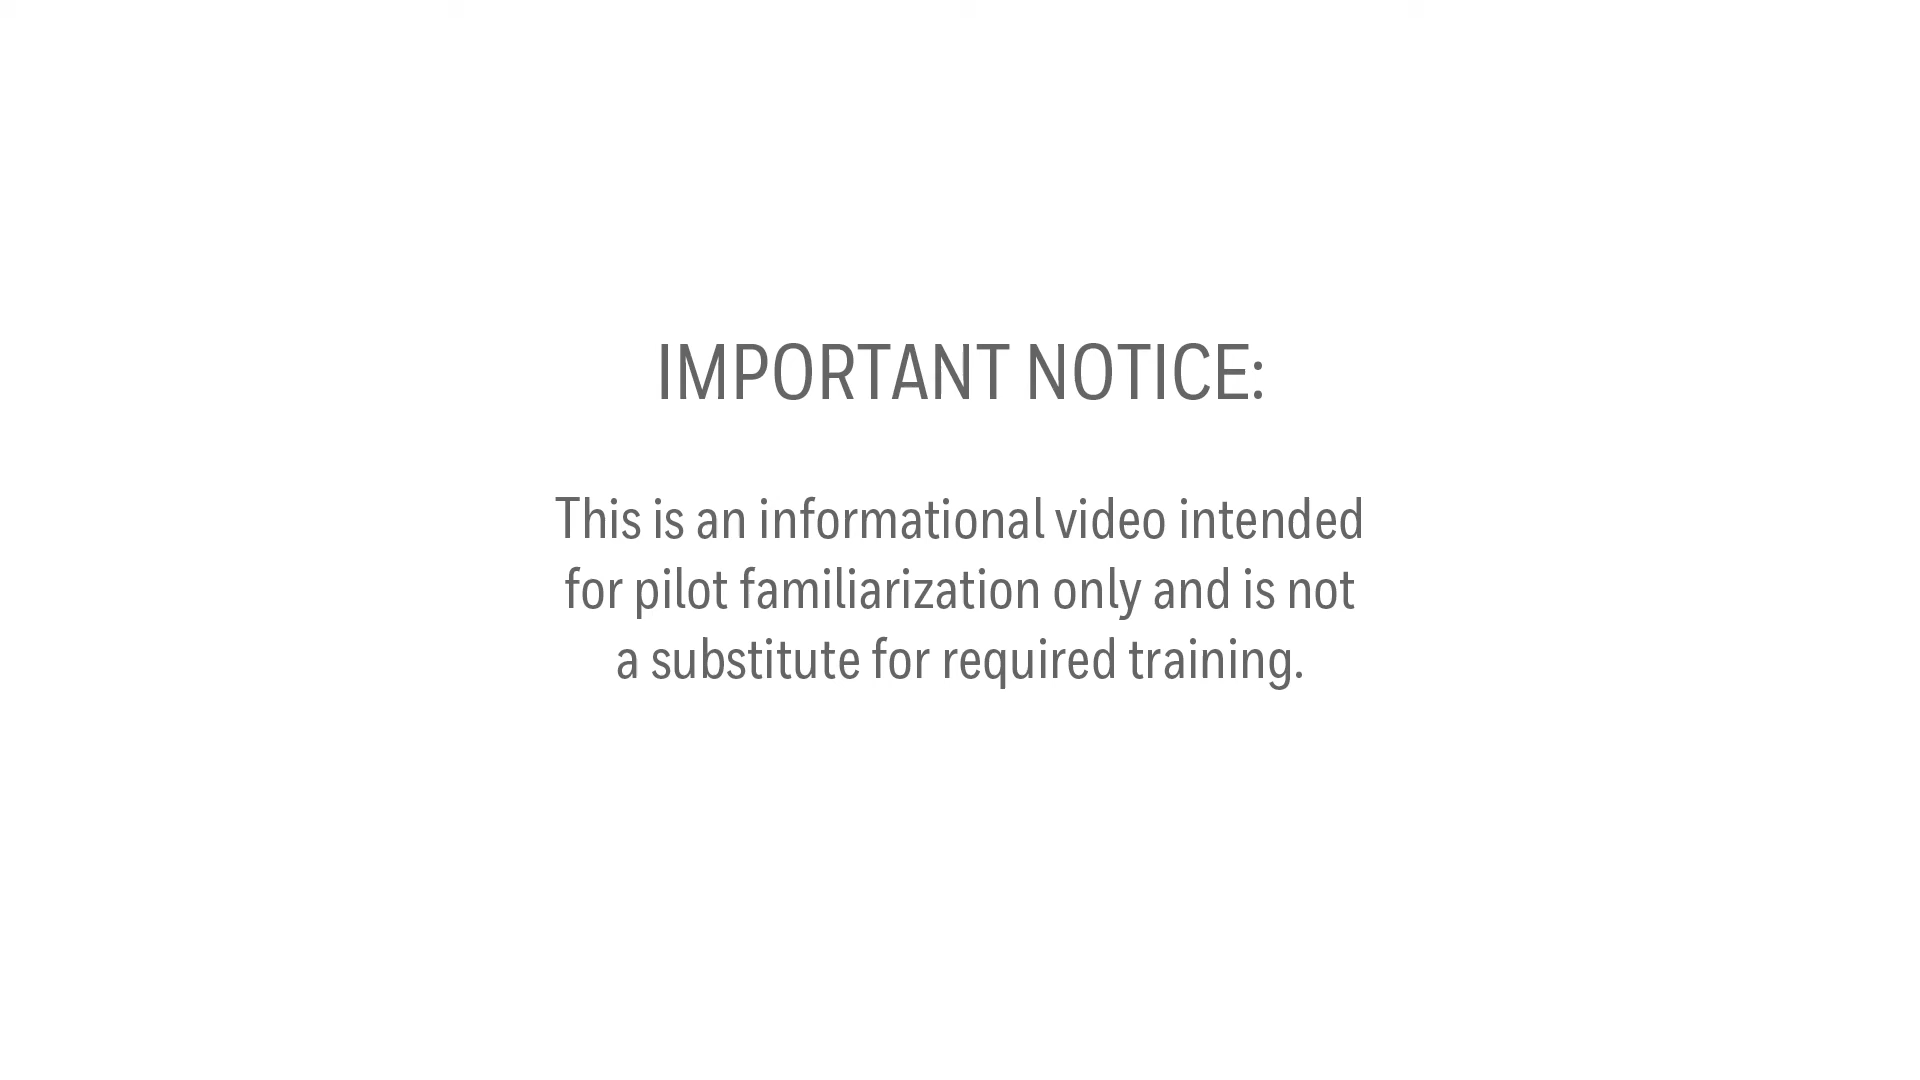 IMPORTANT NOTICE:
This is an informational video intended
for pilot familiarization only and is not
a substitute for required training.